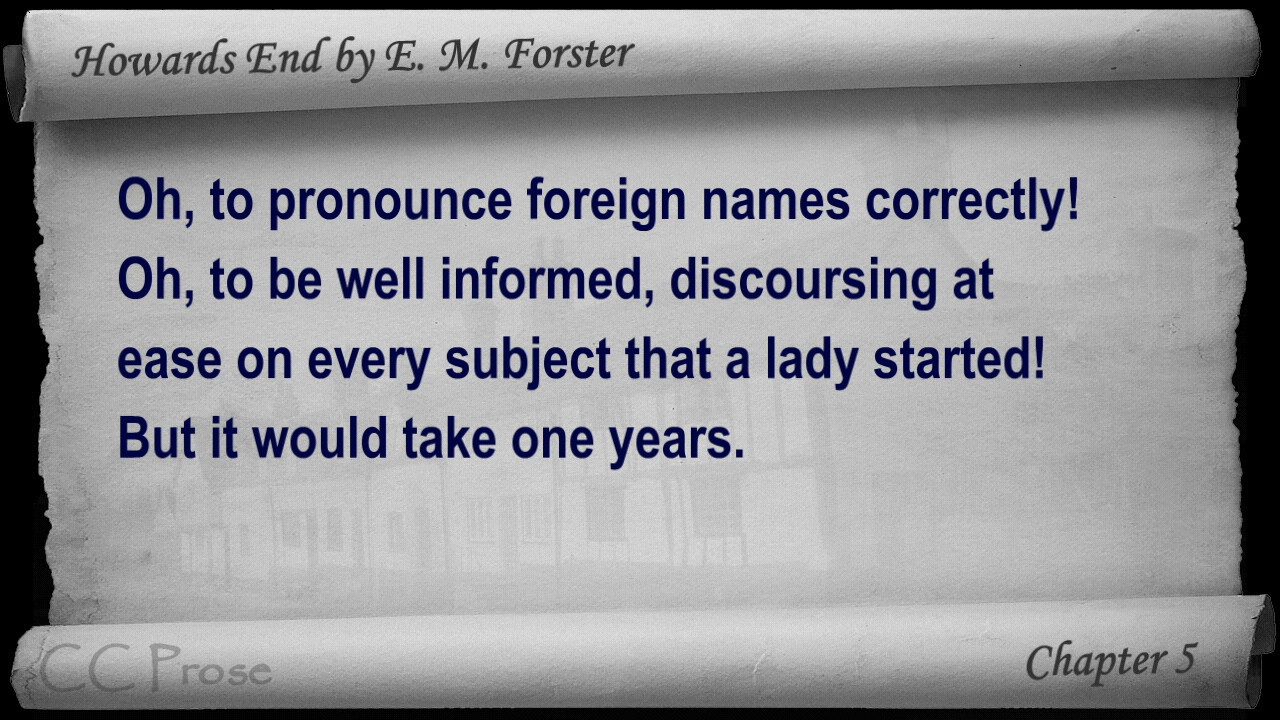 Howards End by E. M. Forster
Oh, to pronounce foreign names correctly!
Oh, to be well informed, discoursing at
ease on every subject that a lady started!
But it would take one years.
CC Prose
Chapter 5